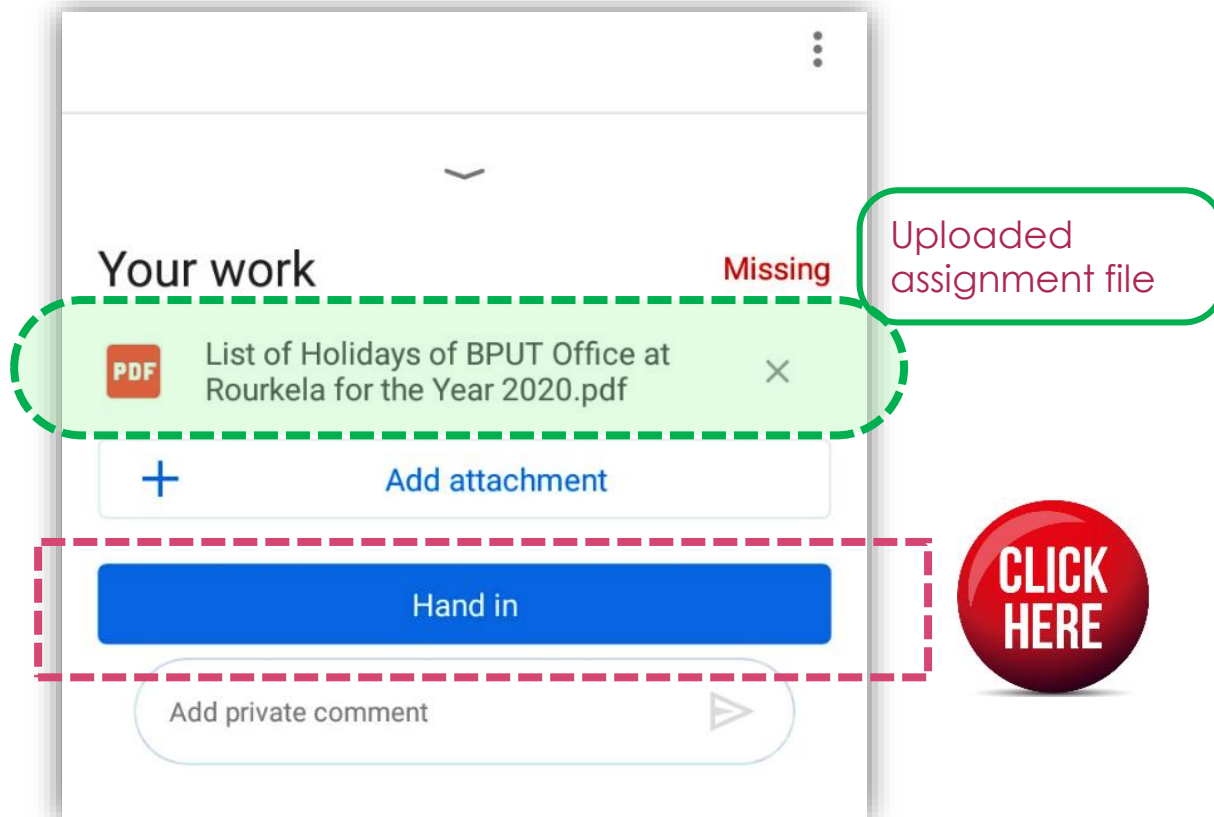 Your work
Missing
Uploaded
assignment file
PDF
List of Holidays of BPUT Office at
Rourkela for the Year 2020.pdf
Add attachment
Hand in
CLICK
HERE
Add private comment